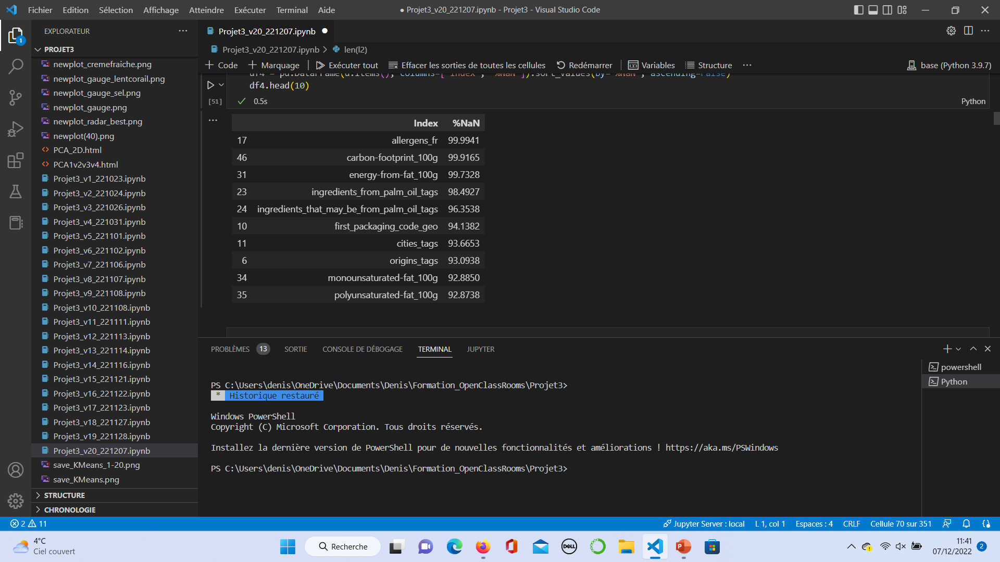 Fichier Edition Sélection Affichage Atteindre Exécuter Terminal Aide
● Projet3_v20_221207.ipynb - Projet3 - Visual Studio Code
EXPLORATEUR
PROJET3
newplot_cremefraiche.png
newplot_gauge_lentcorail.png
newplot_gauge_sel.png
newplot_gauge.png
newplot_radar_best.png
newplot(40).png
PCA_2D.html
PCA1v2v3v4.html
Projet3_v1_221023.ipynb
Projet3_v2_221024.ipynb
Projet3_v3_221026.ipynb
Projet3_v4_221031.ipynb
Projet3_v5_221101.ipynb
Projet3_v6_221102.ipynb
Projet3_v7_221106.ipynb
Projet3_v8_221107.ipynb
Projet3_v9_221108.ipynb
Projet3_v10_221108.ipynb
Projet3_v11_221111.ipynb
Projet3_v12_221113.ipynb
Projet3_v13_221114.ipynb
Projet3_v14_221116.ipynb
Projet3_v15_221121.ipynb
Projet3_v16_221122.ipynb
Projet3_v17_221123.ipynb
Projet3_v18_221127.ipynb
Projet3_v19_221128.ipynb
Projet3_v20_221207.ipynb
save_KMeans_1-20.png
save_KMeans.png
STRUCTURE
CHRONOLOGIE
1
Projet3_v20_221207.ipynb ●
Projet3_v20_221207.ipynb > len(l2)
+ Code + Marquage Exécuter tout Effacer les sorties de toutes les cellules Redémarrer Variables Structure ··· base (Python 3.9.7)
df4 = pd.DataFrame(d.items(), columns=['Index', '%NaN']).sort_values(by='%NaN', ascending=False)
df4.head(10)
[51] 0.5s Python
Index %NaN
17 allergens_fr 99.9941
46 carbon-footprint_100g 99.9165
31 energy-from-fat_100g 99.7328
23 ingredients_from_palm_oil_tags 98.4927
24 ingredients_that_may_be_from_palm_oil_tags 96.3538
10 first_packaging_code_geo 94.1382
11 cities_tags 93.6653
6 origins_tags 93.0938
34 monounsaturated-fat_100g 92.8850
35 polyunsaturated-fat_100g 92.8738
PROBLÈMES 13 SORTIE CONSOLE DE DÉBOGAGE TERMINAL JUPYTER
powershell
Python
PS C:\Users\denis\OneDrive\Documents\Denis\Formation_OpenClassRooms\Projet3>
* Historique restauré
Windows PowerShell
Copyright (C) Microsoft Corporation. Tous droits réservés.
Installez la dernière version de PowerShell pour de nouvelles fonctionnalités et améliorations ! https://aka.ms/PSWindows
PS C:\Users\denis\OneDrive\Documents\Denis\Formation_OpenClassRooms\Projet3>
2 11 Jupyter Server : local L 1, col 1 Espaces : 4 CRLF Cellule 70 sur 351
4°C
Ciel couvert
Recherche
DELL
11:41
07/12/2022
2